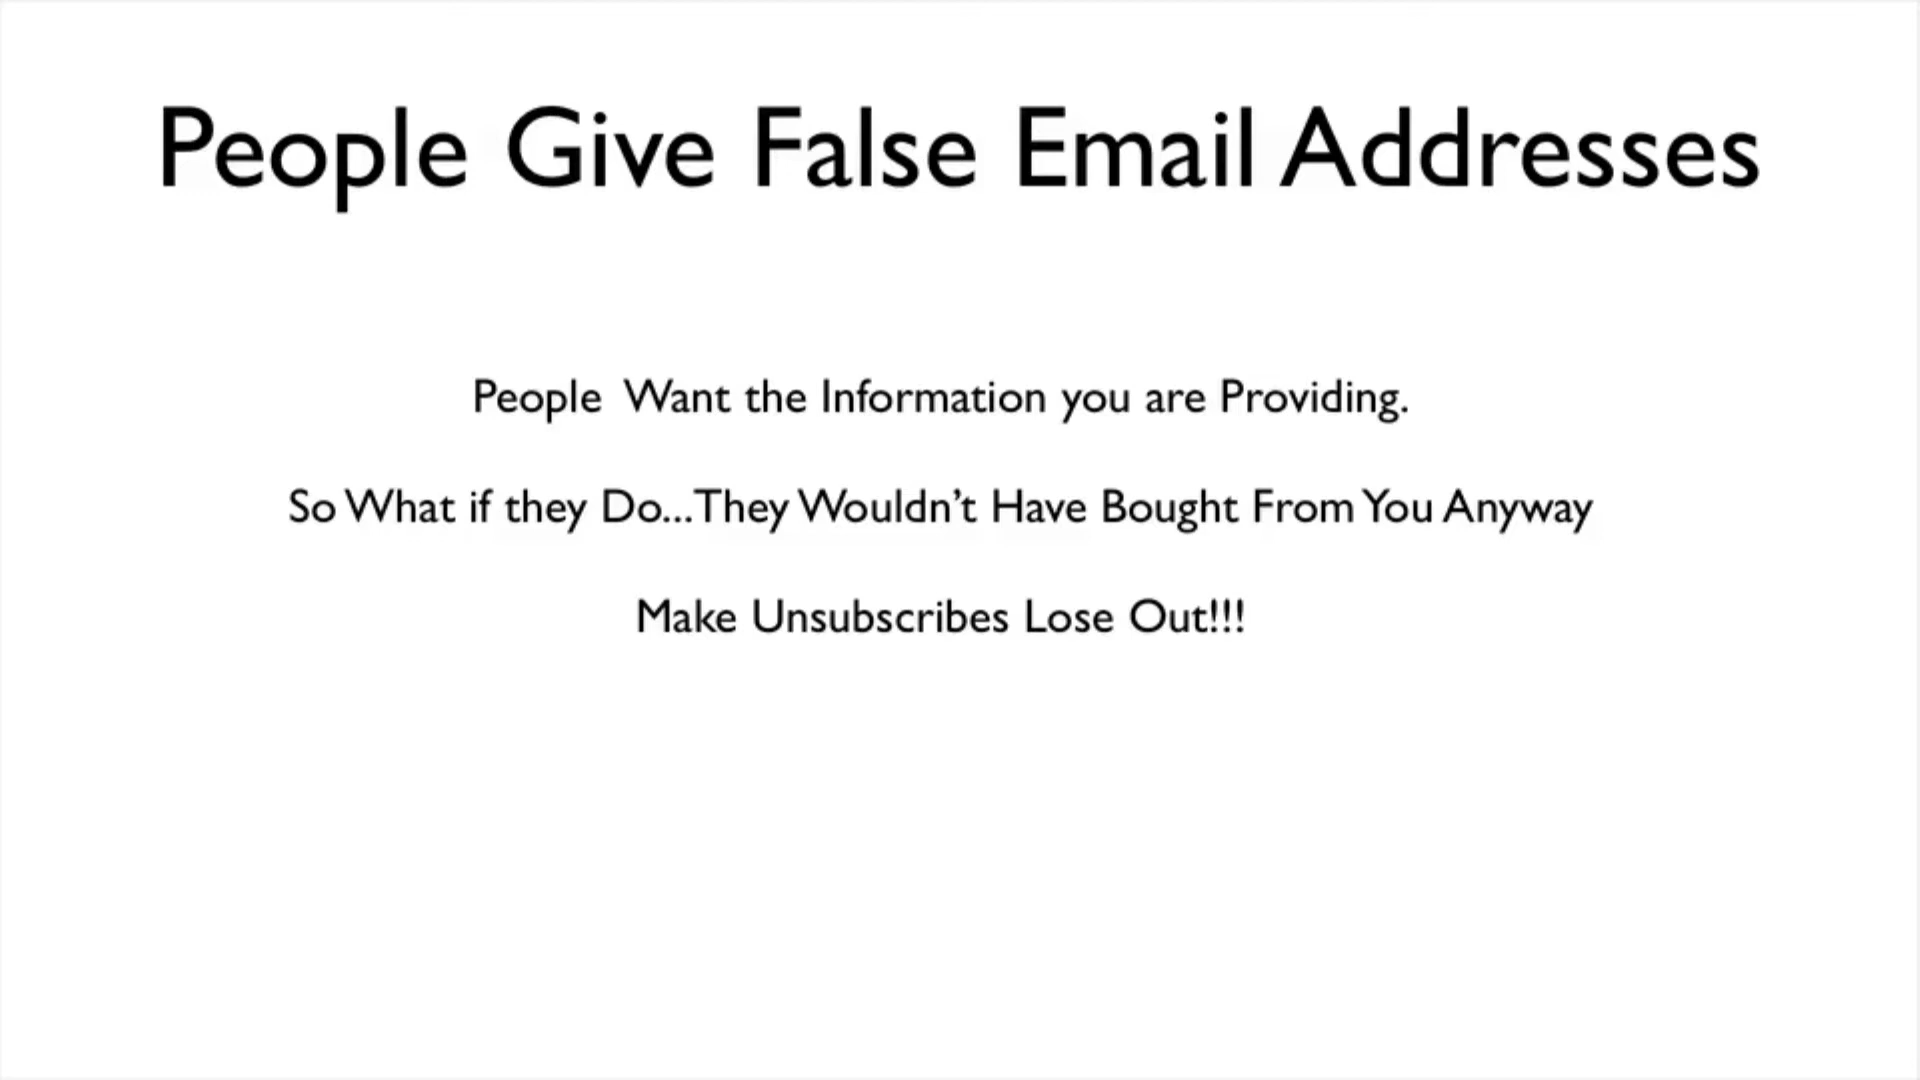 People Give False Email Addresses
People Want the Information you are Providing.
So What if they Do...They Wouldn’t Have Bought From You Anyway
Make Unsubscribes Lose Out!!!